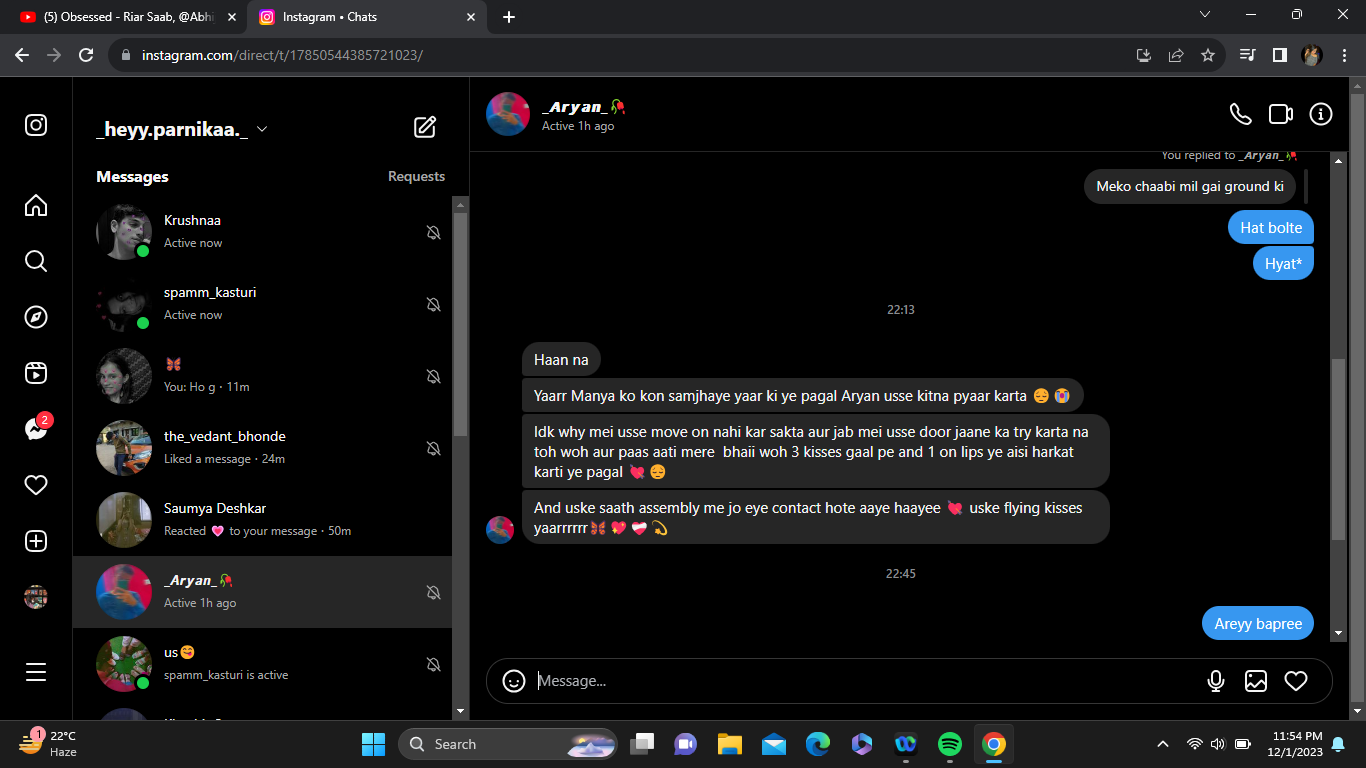 (5) Obsessed - Riar Saab, @Abhi
Instagram • Chats
instagram.com/direct/t/17850544385721023/
_heyy.parnikaa._
Messages
Requests
Krushnaa
Active now
spamm_kasturi
Active now
🦋
You: Ho g · 11m
2
the_vedant_bhonde
Liked a message · 24m
Saumya Deshkar
Reacted 💗 to your message · 50m
_Aryan_🥀
Active 1h ago
us😋
spamm_kasturi is active
_Aryan_🥀
Active 1h ago
You replied to _Aryan_🥀
Meko chaabi mil gai ground ki
Hat bolte
Hyat*
22:13
Haan na
Yaarr Manya ko kon samjhaye yaar ki ye pagal Aryan usse kitna pyaar karta 😔😭
Idk why mei usse move on nahi kar sakta aur jab mei usse door jaane ka try karta na
toh woh aur paas aati mere bhaii woh 3 kisses gaal pe and 1 on lips ye aisi harkat
karti ye pagal 💘😔
And uske saath assembly me jo eye contact hote aaye haayee 💘 uske flying kisses
yaarrrrrr🦋💖❤️‍🩹💫
22:45
Areyy bapree
Message...
1
22°C
Haze
Search
11:54 PM
12/1/2023